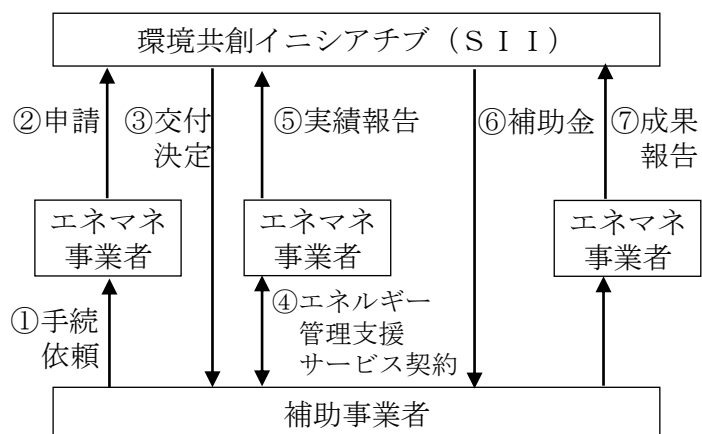 環境共創イニシアチブ（ＳＩＩ）
②申請
③交付
決定
⑤実績報告
⑥補助金
⑦成果
報告
エネマネ
事業者
エネマネ
事業者
エネマネ
事業者
①手続
依頼
④エネルギー
管理支援
サービス契約
補助事業者